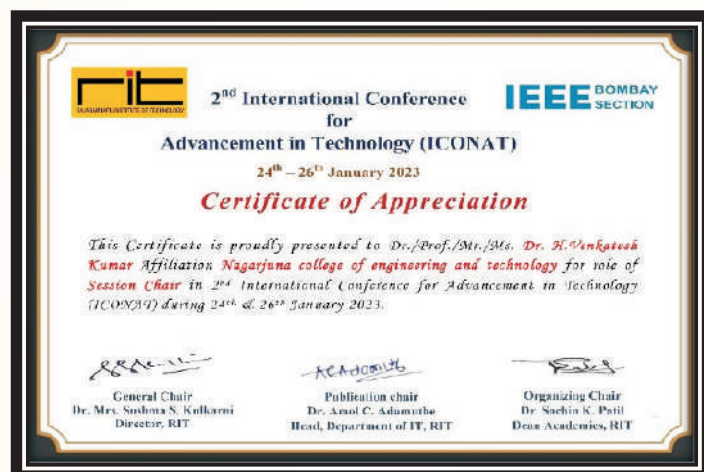 rit
RAJARAMBAPU INSTITUTE OF TECHNOLOGY
IEEE BOMBAY SECTION
2nd International Conference
for
Advancement in Technology (ICONAT)
24th – 26th January 2023
Certificate of Appreciation
This Certificate is proudly presented to Dr./Prof./Mr./Ms. Dr. H.Venkatesh
Kumar Affiliation Nagarjuna college of engineering and technology for role of
Session Chair in 2nd International Conference for Advancement in Technology
(ICONAT) during 24th & 26th January 2023.
General Chair
Dr. Mrs. Sushma S. Kulkarni
Director, RIT
Publication chair
Dr. Amol C. Adamuthe
Head, Department of IT, RIT
Organizing Chair
Dr. Sachin K. Patil
Dean Academics, RIT